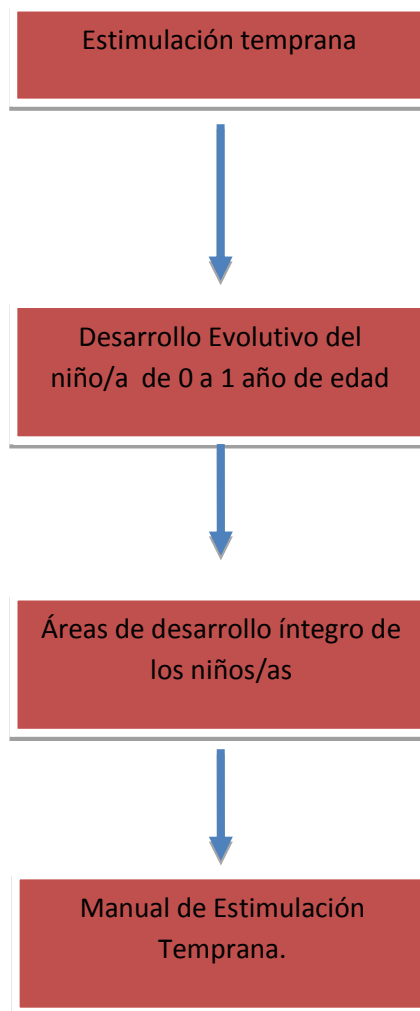 Estimulación temprana
Desarrollo Evolutivo del
niño/a de 0 a 1 año de edad
Áreas de desarrollo íntegro de
los niños/as
Manual de Estimulación
Temprana.